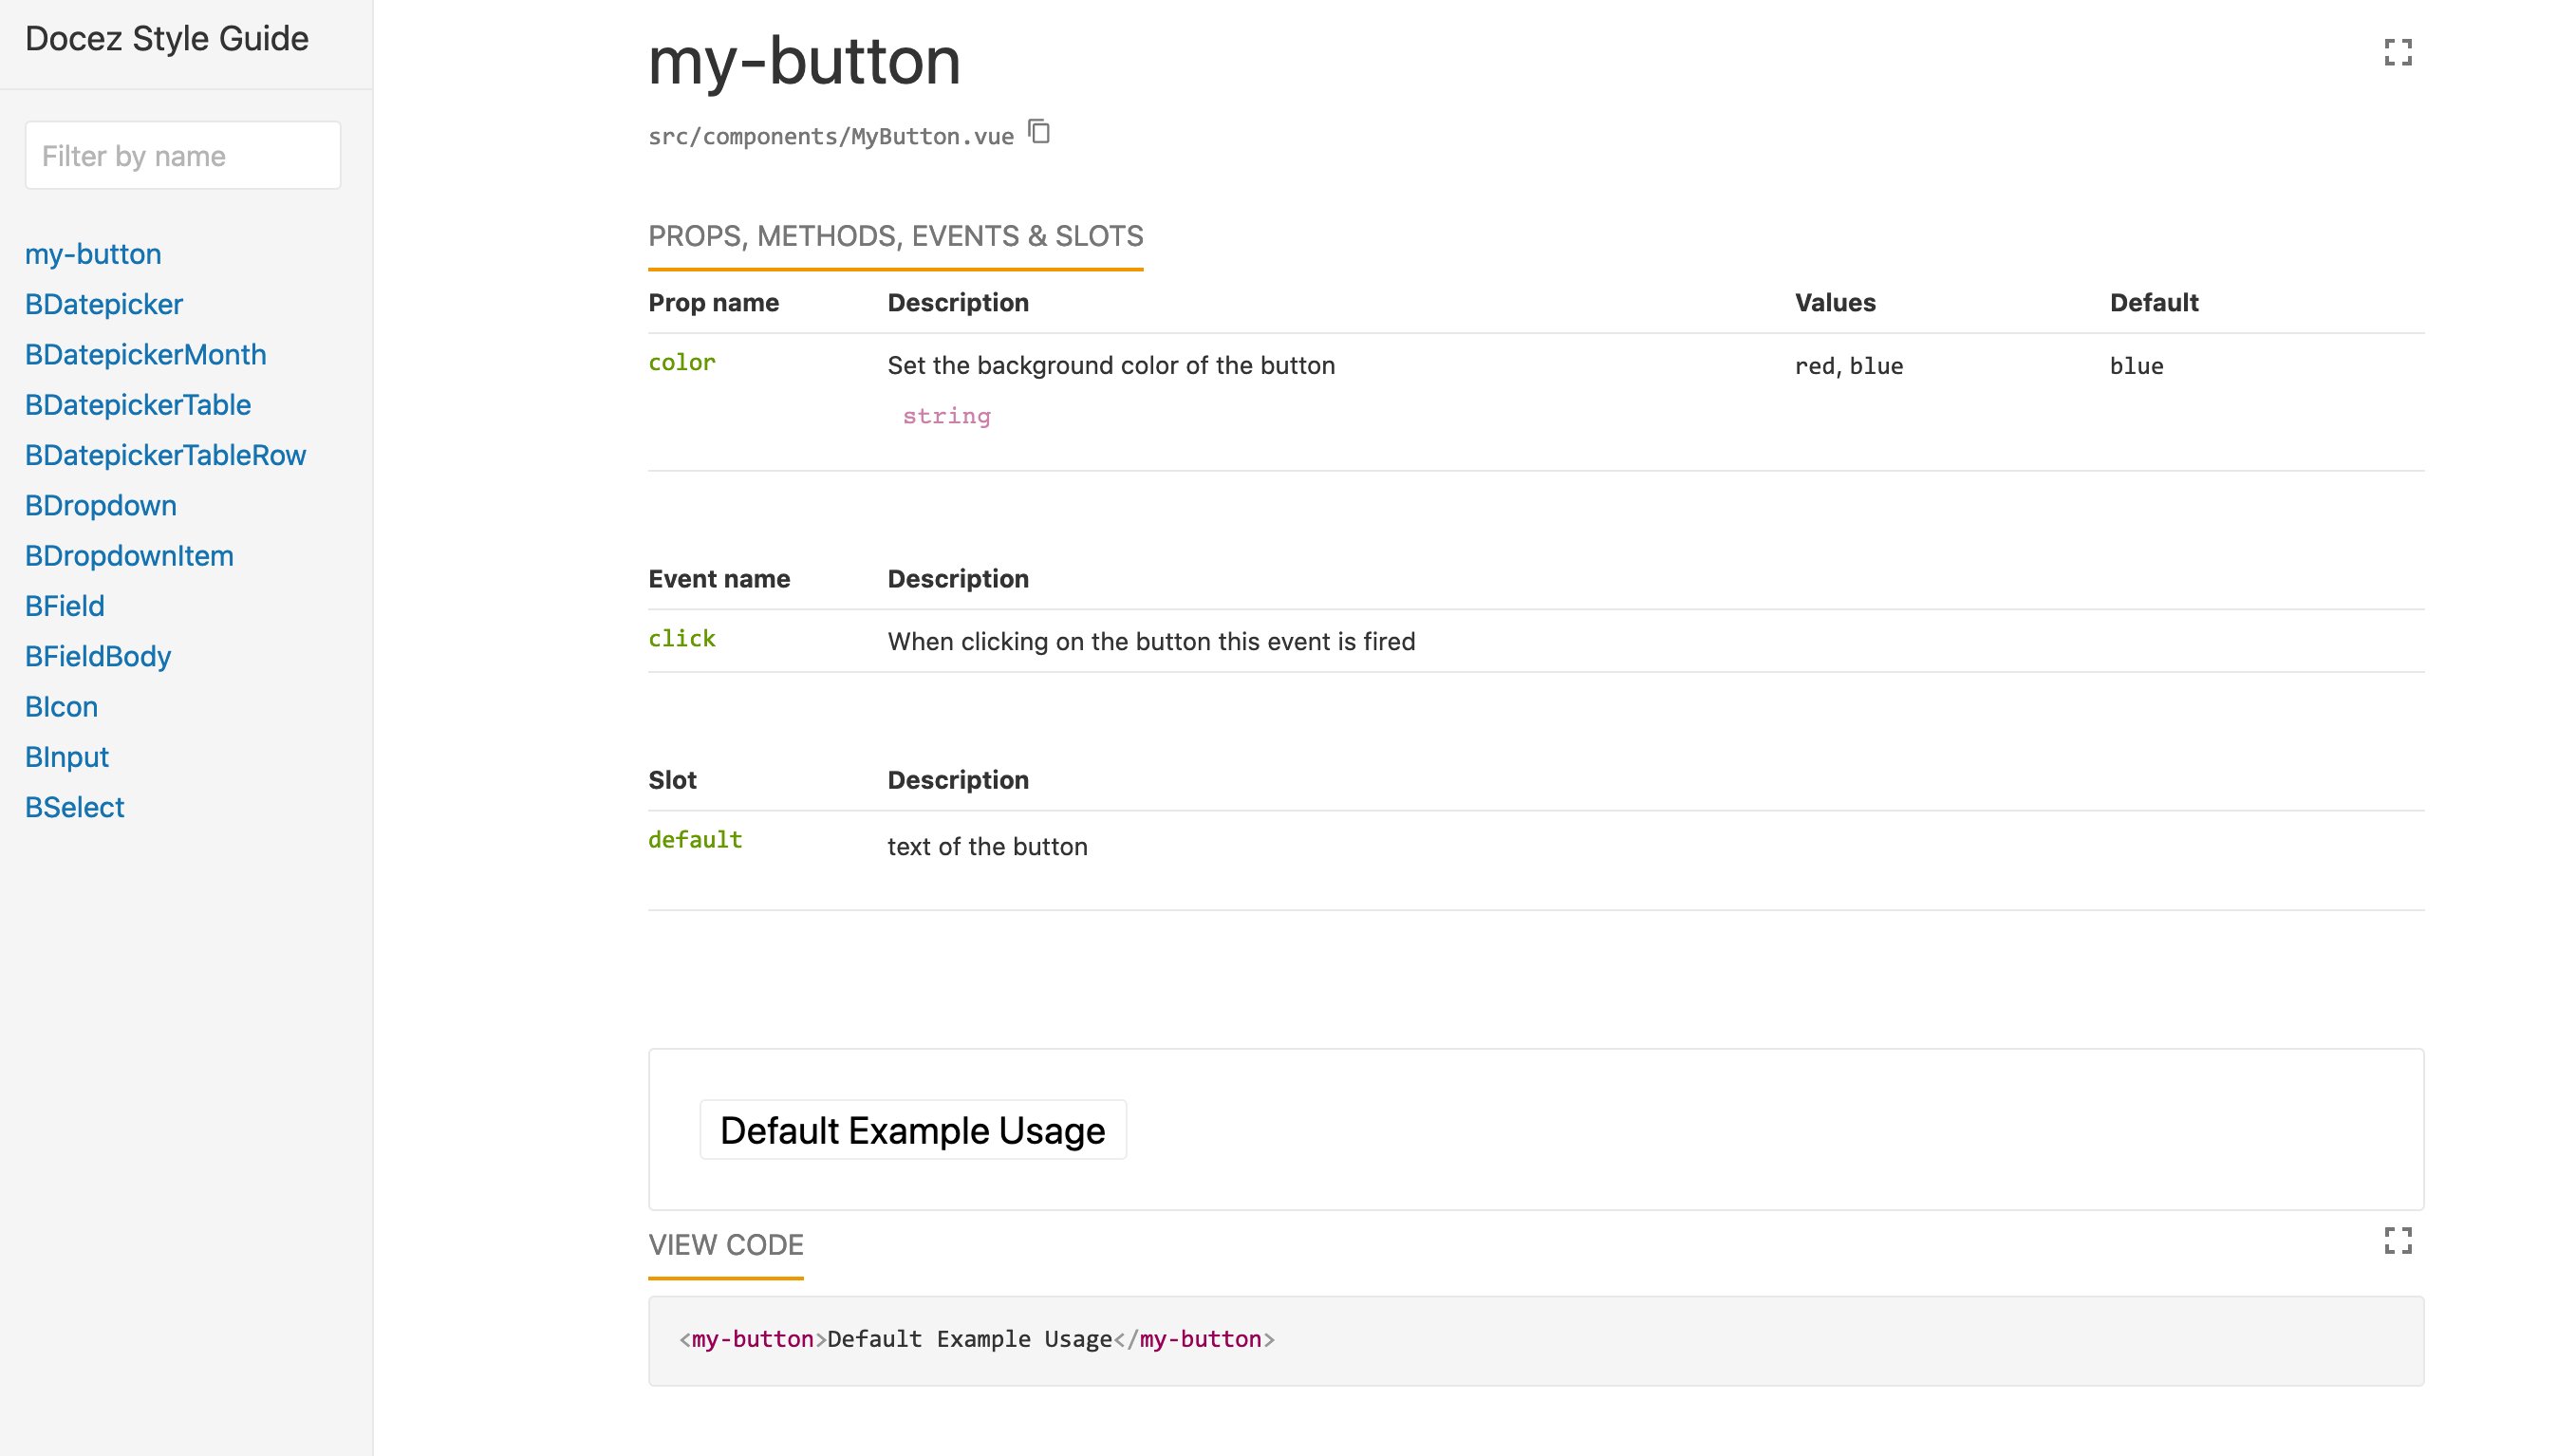 Docez Style Guide
Filter by name
my-button
BDatepicker
BDatepickerMonth
BDatepickerTable
BDatepickerTableRow
BDropdown
BDropdownItem
BField
BFieldBody
BIcon
BInput
BSelect
my-button
src/components/MyButton.vue
PROPS, METHODS, EVENTS & SLOTS
Prop name Description Values Default
color Set the background color of the button red, blue blue
string
Event name Description
click When clicking on the button this event is fired
Slot Description
default text of the button
Default Example Usage
VIEW CODE
<my-button>Default Example Usage</my-button>